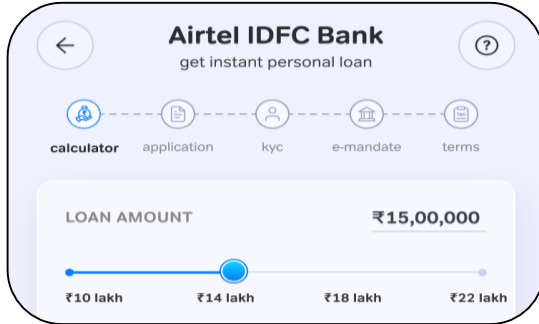 Airtel IDFC Bank
get instant personal loan
calculator application kyc e-mandate terms
LOAN AMOUNT ₹15,00,000
₹10 lakh ₹14 lakh ₹18 lakh ₹22 lakh